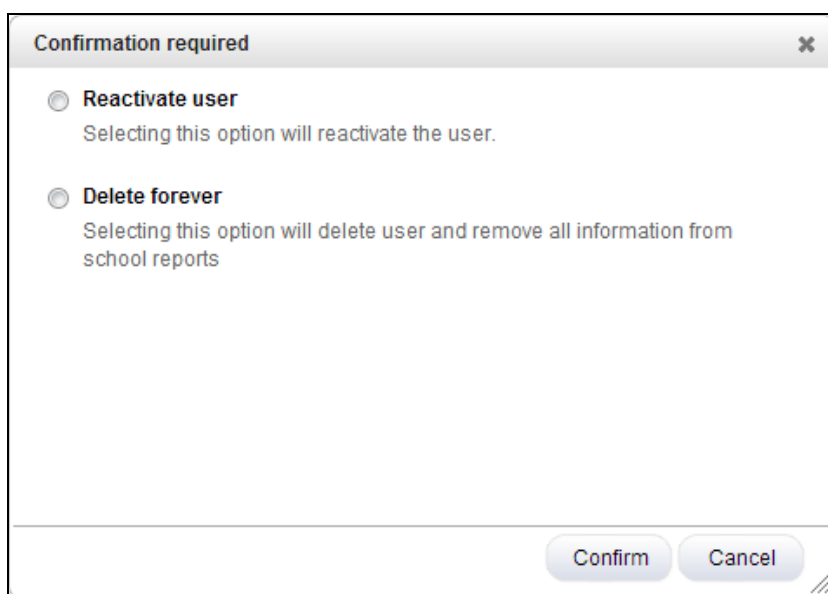 Confirmation required
Reactivate user
Selecting this option will reactivate the user.
Delete forever
Selecting this option will delete user and remove all information from
school reports
Confirm Cancel